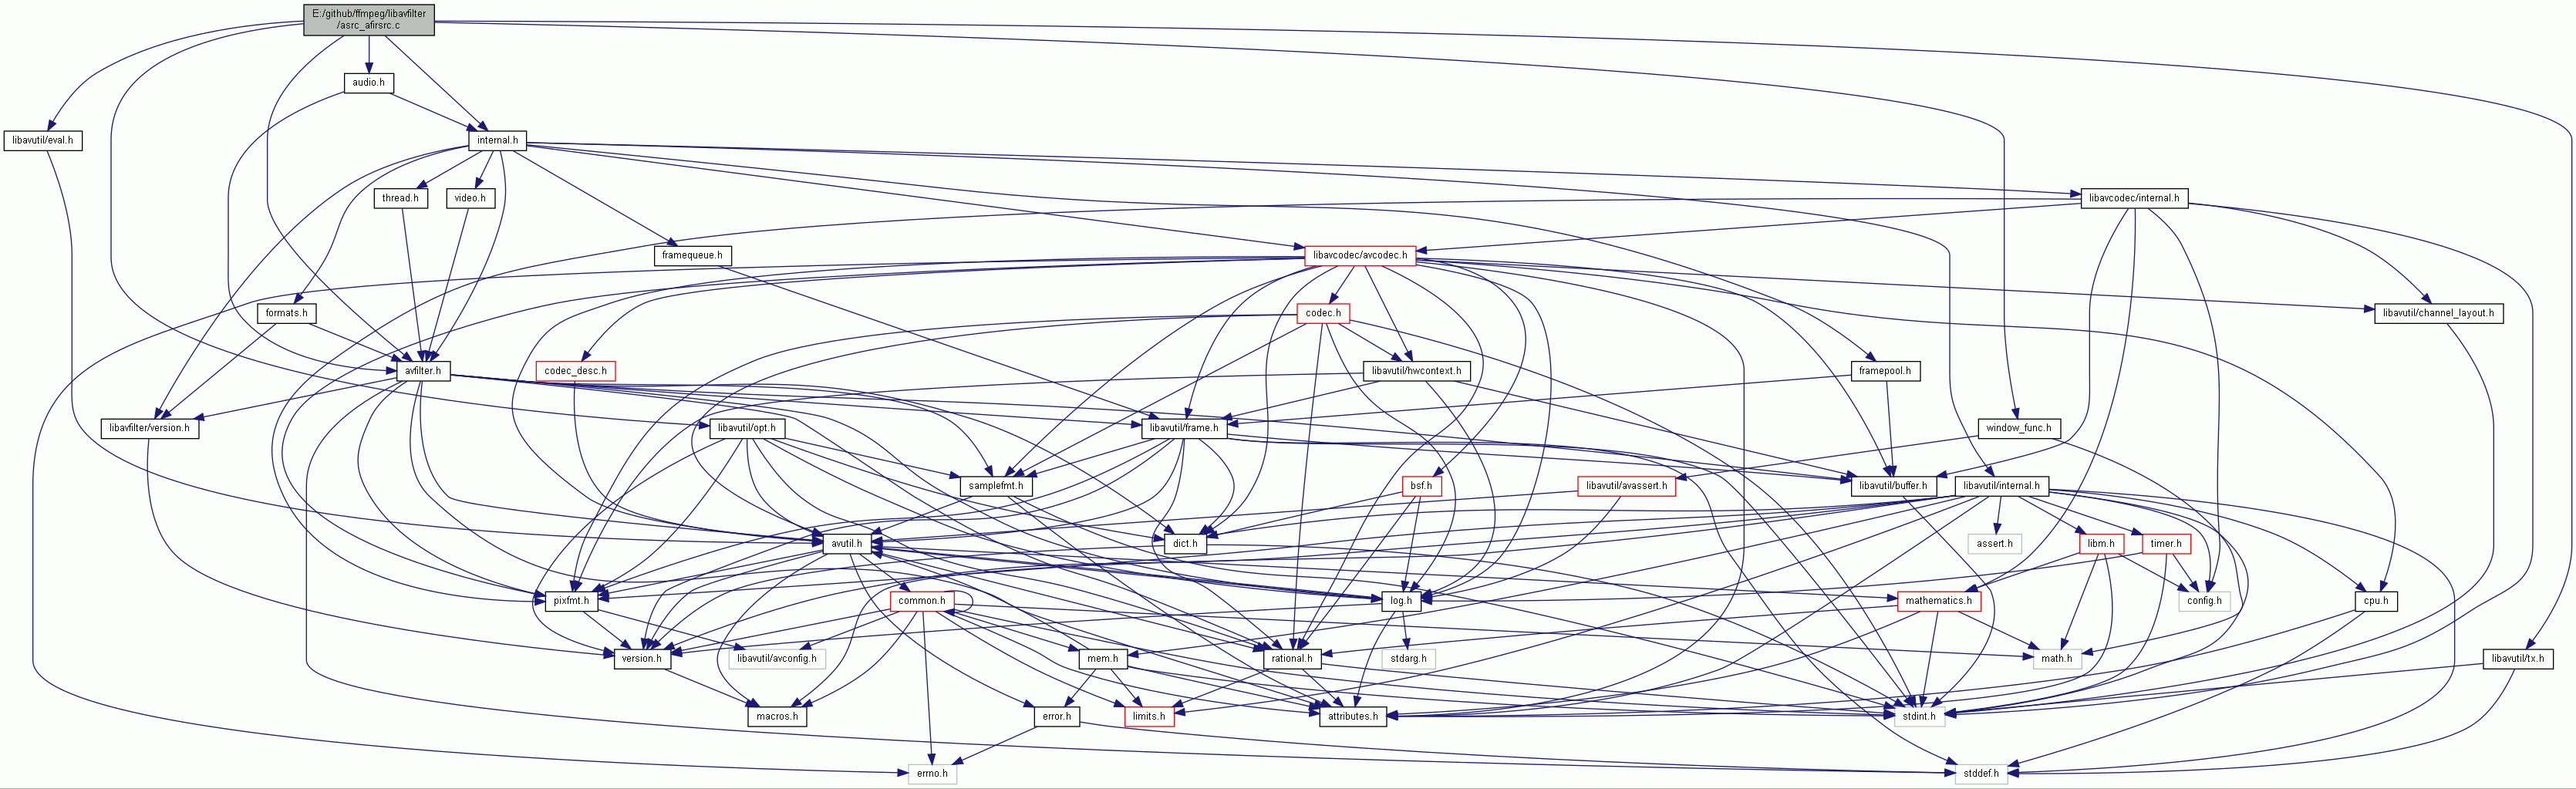 E:/github/ffmpeg/libavfilter
/asrc_afirsrc.c
audio.h
libavutil/eval.h
internal.h
thread.h
video.h
libavcodec/internal.h
framequeue.h
libavcodec/avcodec.h
formats.h
codec.h
libavutil/channel_layout.h
avfilter.h
codec_desc.h
libavutil/hwcontext.h
framepool.h
libavfilter/version.h
libavutil/opt.h
libavutil/frame.h
window_func.h
samplefmt.h
bsf.h
libavutil/avassert.h
libavutil/buffer.h
libavutil/internal.h
avutil.h
dict.h
assert.h
libm.h
timer.h
pixfmt.h
common.h
log.h
mathematics.h
config.h
cpu.h
version.h
libavutil/avconfig.h
mem.h
rational.h
stdarg.h
math.h
libavutil/tx.h
macros.h
error.h
limits.h
attributes.h
stdint.h
errno.h
stddef.h